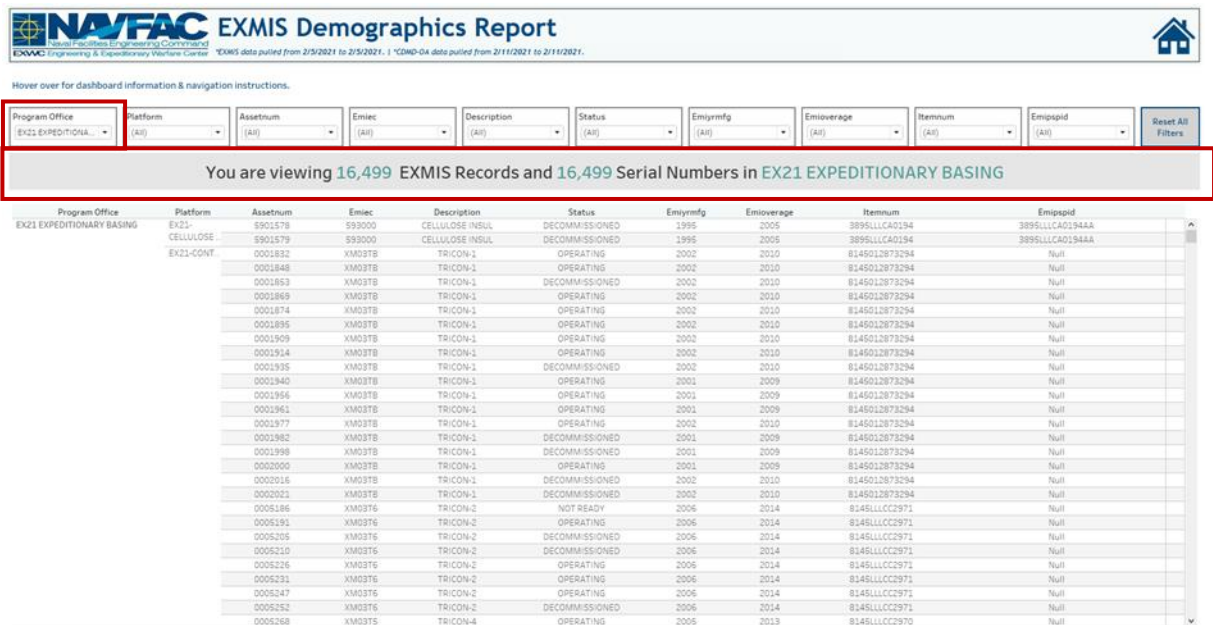 NAVFAC EXMIS Demographics Report
Naval Facilities Engineering Command
EXWC Engineering & Expeditionary Warfare Center *EXMIS data pulled from 2/5/2021 to 2/5/2021. | *CDMD-OA data pulled from 2/11/2021 to 2/11/2021.
Hover over for dashboard information & navigation instructions.
Program Office Platform Assetnum Emiec Description Status Emiyrmfg Emioverage Itemnum Emipspid Reset All
EX21 EXPEDITIONA... (All) (All) (All) (All) (All) (All) (All) (All) (All) Filters
You are viewing 16,499 EXMIS Records and 16,499 Serial Numbers in EX21 EXPEDITIONARY BASING
Program Office Platform Assetnum Emiec Description Status Emiyrmfg Emioverage Itemnum Emipspid
EX21 EXPEDITIONARY BASING EX21- 5901578 593000 CELLULOSE INSUL DECOMMISSIONED 1995 2005 3895LLLCA0194 3895LLLCA0194AA
CELLULOSE .. 5901579 593000 CELLULOSE INSUL DECOMMISSIONED 1995 2005 3895LLLCA0194 3895LLLCA0194AA
EX21-CONT.. 0001832 XM03TB TRICON-1 OPERATING 2002 2010 8145012873294 Null
0001848 XM03TB TRICON-1 OPERATING 2002 2010 8145012873294 Null
0001853 XM03TB TRICON-1 DECOMMISSIONED 2002 2010 8145012873294 Null
0001869 XM03TB TRICON-1 OPERATING 2002 2010 8145012873294 Null
0001874 XM03TB TRICON-1 OPERATING 2002 2010 8145012873294 Null
0001895 XM03TB TRICON-1 OPERATING 2002 2010 8145012873294 Null
0001909 XM03TB TRICON-1 OPERATING 2002 2010 8145012873294 Null
0001914 XM03TB TRICON-1 OPERATING 2002 2010 8145012873294 Null
0001935 XM03TB TRICON-1 DECOMMISSIONED 2002 2010 8145012873294 Null
0001940 XM03TB TRICON-1 OPERATING 2001 2009 8145012873294 Null
0001956 XM03TB TRICON-1 OPERATING 2001 2009 8145012873294 Null
0001961 XM03TB TRICON-1 OPERATING 2001 2009 8145012873294 Null
0001977 XM03TB TRICON-1 OPERATING 2002 2010 8145012873294 Null
0001982 XM03TB TRICON-1 DECOMMISSIONED 2001 2009 8145012873294 Null
0001998 XM03TB TRICON-1 DECOMMISSIONED 2001 2009 8145012873294 Null
0002000 XM03TB TRICON-1 OPERATING 2001 2009 8145012873294 Null
0002016 XM03TB TRICON-1 DECOMMISSIONED 2002 2010 8145012873294 Null
0002021 XM03TB TRICON-1 DECOMMISSIONED 2002 2010 8145012873294 Null
0005186 XM03T6 TRICON-2 NOT READY 2006 2014 8145LLLCC2971 Null
0005191 XM03T6 TRICON-2 OPERATING 2006 2014 8145LLLCC2971 Null
0005205 XM03T6 TRICON-2 DECOMMISSIONED 2006 2014 8145LLLCC2971 Null
0005210 XM03T6 TRICON-2 DECOMMISSIONED 2006 2014 8145LLLCC2971 Null
0005226 XM03T6 TRICON-2 OPERATING 2006 2014 8145LLLCC2971 Null
0005231 XM03T6 TRICON-2 OPERATING 2006 2014 8145LLLCC2971 Null
0005247 XM03T6 TRICON-2 OPERATING 2006 2014 8145LLLCC2971 Null
0005252 XM03T6 TRICON-2 DECOMMISSIONED 2006 2014 8145LLLCC2971 Null
0005268 XM03TS TRICON-4 OPERATING 2005 2013 8145LLLCC2970 Null